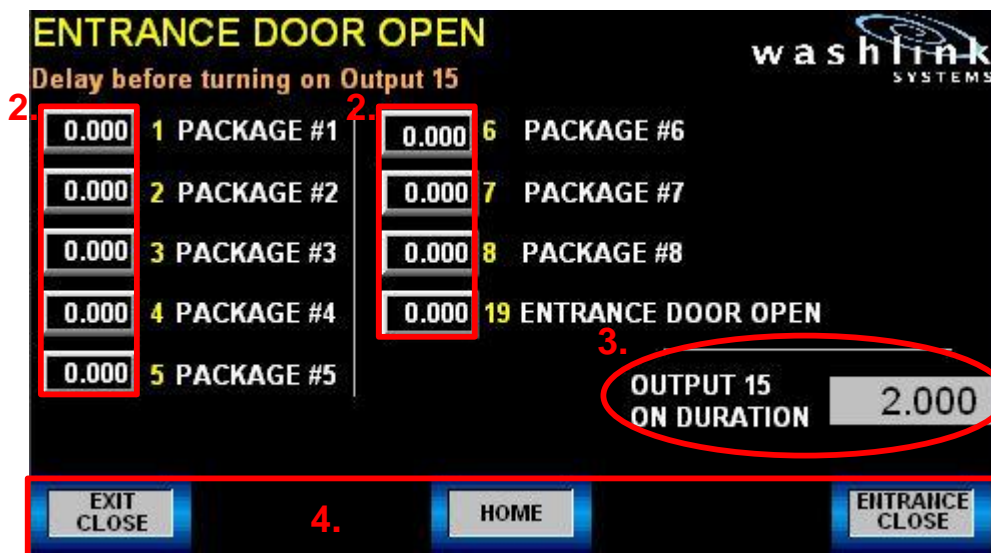 ENTRANCE DOOR OPEN
washlink
SYSTEMS
Delay before turning on Output 15
2.
0.000 1 PACKAGE #1
0.000 2 PACKAGE #2
0.000 3 PACKAGE #3
0.000 4 PACKAGE #4
0.000 5 PACKAGE #5
2.
0.000 6 PACKAGE #6
0.000 7 PACKAGE #7
0.000 8 PACKAGE #8
0.000 19 ENTRANCE DOOR OPEN
3.
OUTPUT 15
ON DURATION
2.000
EXIT
CLOSE
4.
HOME
ENTRANCE
CLOSE